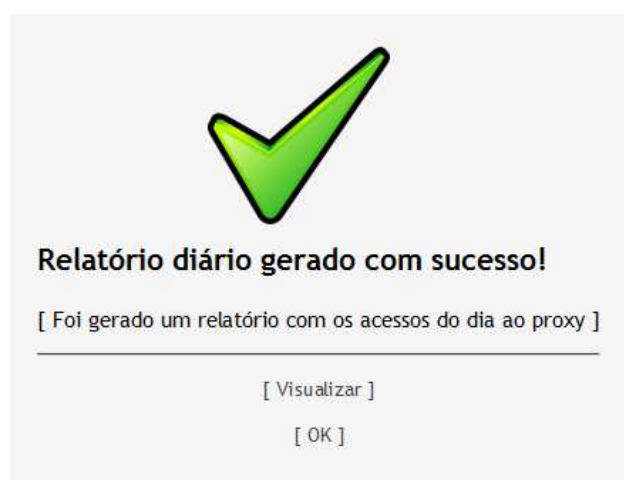 Relatório diário gerado com sucesso!
[ Foi gerado um relatório com os acessos do dia ao proxy ]
[ Visualizar ]
[ OK ]